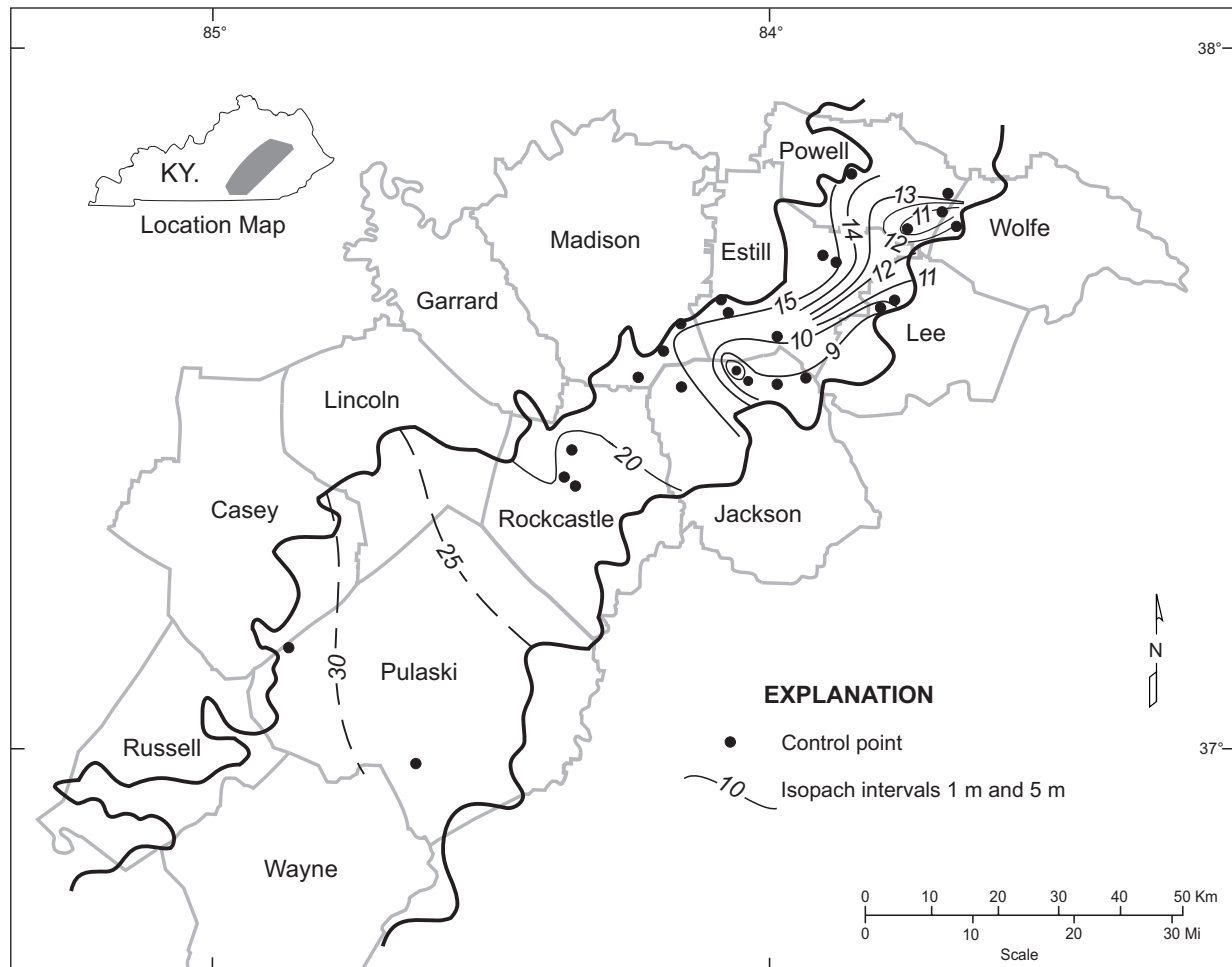 85°
84°
38°
KY.
Location Map
Powell
13
11
Wolfe
14
12
Madison
Estill
12
11
Garrard
15
10
Lee
9
Lincoln
20
Casey
Rockcastle
Jackson
25
30
Pulaski
N
EXPLANATION
Russell
Control point
37°
10
Isopach intervals 1 m and 5 m
Wayne
0 10 20 30 40 50 Km
0 10 20 30 Mi
Scale